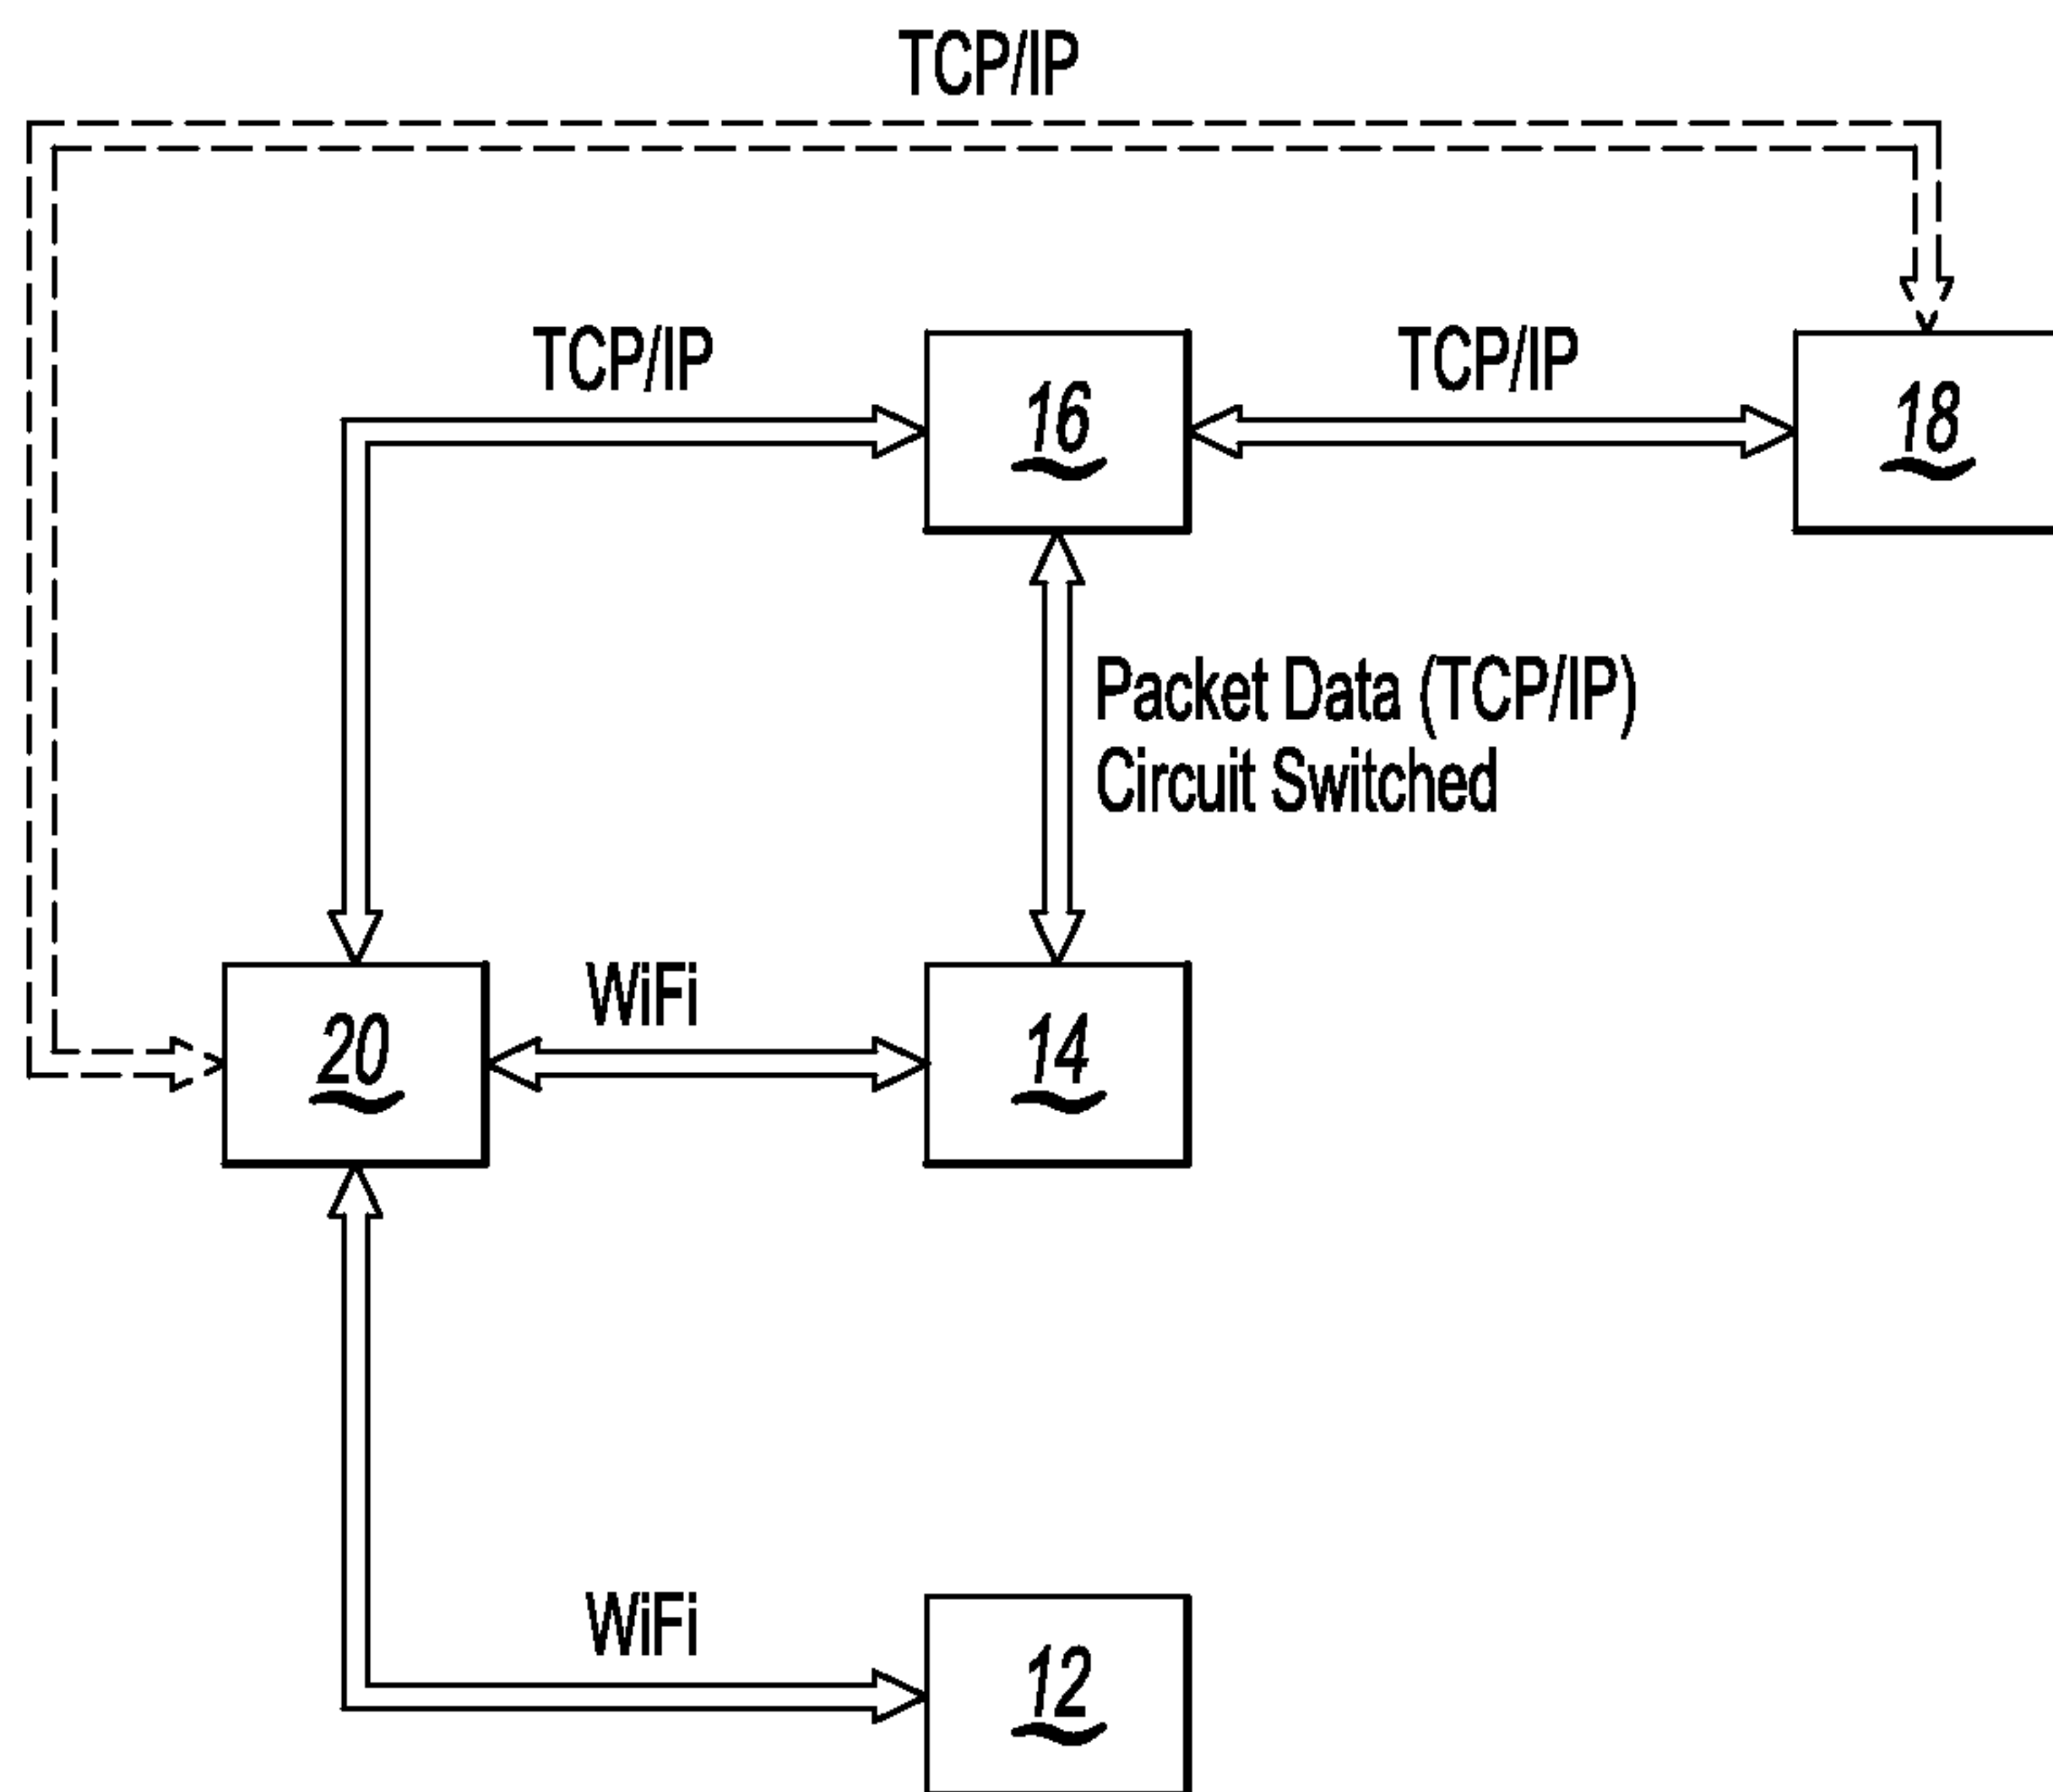 TCP/IP
TCP/IP
TCP/IP
16
18
Packet Data (TCP/IP)
Circuit Switched
WiFi
20
14
WiFi
12